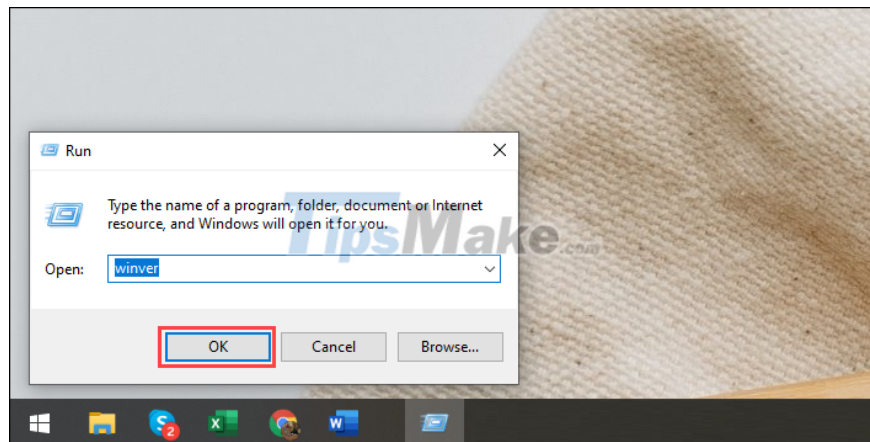 Run
Type the name of a program, folder, document or Internet
resource, and Windows will open it for you.
TipsMake.com
Open: winver
OK Cancel Browse...
S 2 X W